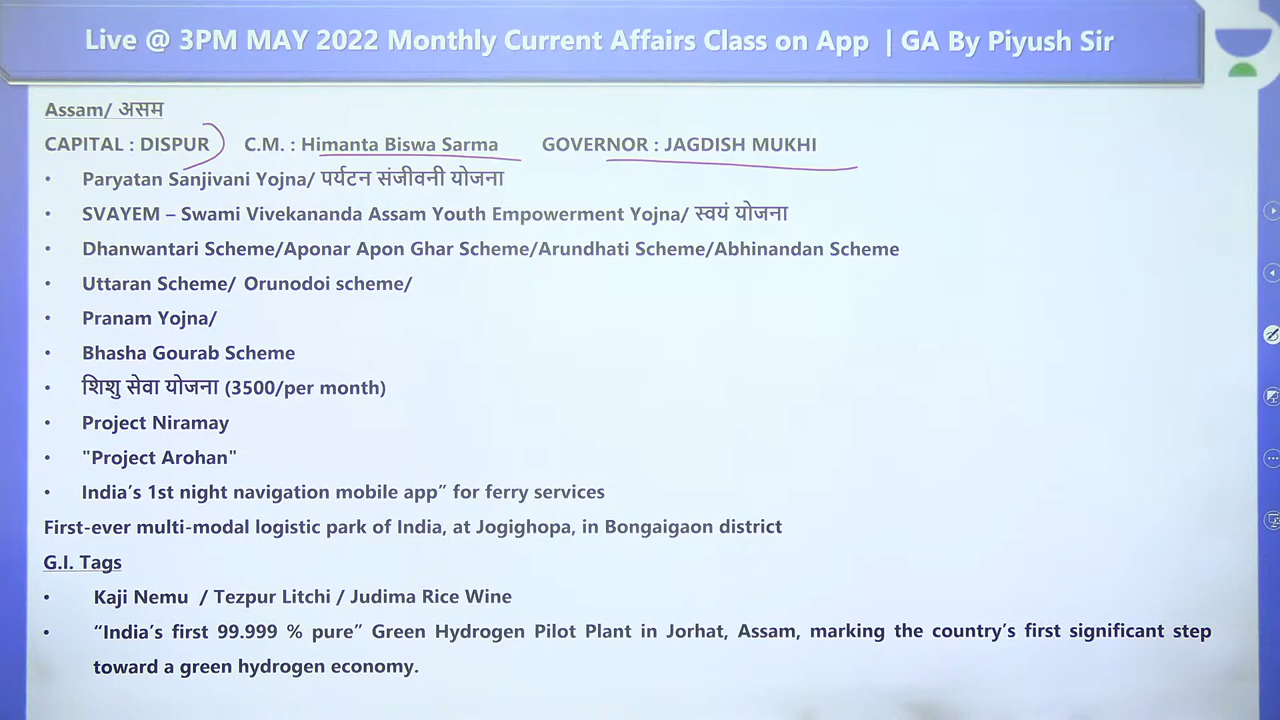 Live @ 3PM MAY 2022 Monthly Current Affairs Class on App | GA By Piyush Sir
Assam/ असम
CAPITAL : DISPUR C.M. : Himanta Biswa Sarma GOVERNOR : JAGDISH MUKHI
• Paryatan Sanjivani Yojna/ पर्यटन संजीवनी योजना
• SVAYEM – Swami Vivekananda Assam Youth Empowerment Yojna/ स्वयं योजना
• Dhanwantari Scheme/Aponar Apon Ghar Scheme/Arundhati Scheme/Abhinandan Scheme
• Uttaran Scheme/ Orunodoi scheme/
• Pranam Yojna/
• Bhasha Gourab Scheme
• शिशु सेवा योजना (3500/per month)
• Project Niramay
• "Project Arohan"
• India’s 1st night navigation mobile app” for ferry services
First-ever multi-modal logistic park of India, at Jogighopa, in Bongaigaon district
G.I. Tags
• Kaji Nemu / Tezpur Litchi / Judima Rice Wine
• “India’s first 99.999 % pure” Green Hydrogen Pilot Plant in Jorhat, Assam, marking the country’s first significant step
toward a green hydrogen economy.